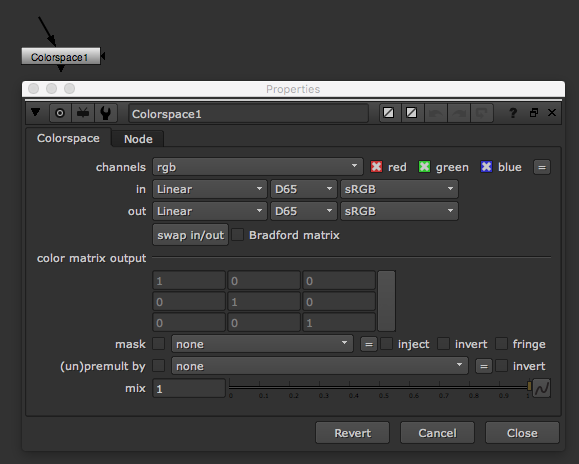 Colorspace1
Properties
Colorspace1 ?
Colorspace Node
channels rgb red green blue =
in Linear D65 sRGB
out Linear D65 sRGB
swap in/out Bradford matrix
color matrix output
1 0 0
0 1 0
0 0 1
mask none = inject invert fringe
(un)premult by none = invert
mix 1
0 0.1 0.2 0.3 0.4 0.5 0.6 0.7 0.8 0.9 1
Revert Cancel Close